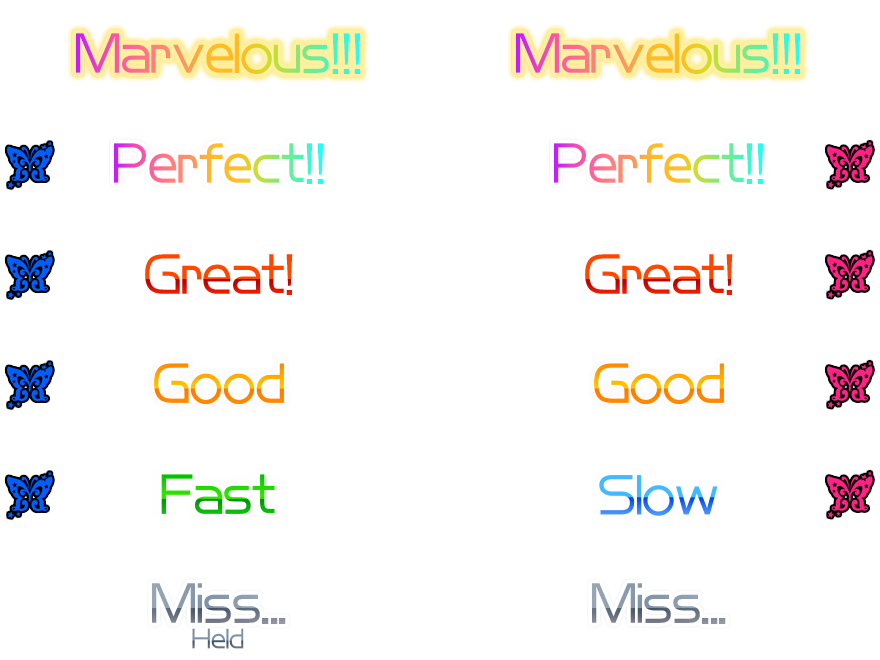 Marvelous!!! Marvelous!!!
Perfect!! Perfect!!
Great! Great!
Good Good
Fast Slow
Miss... Miss...
Held